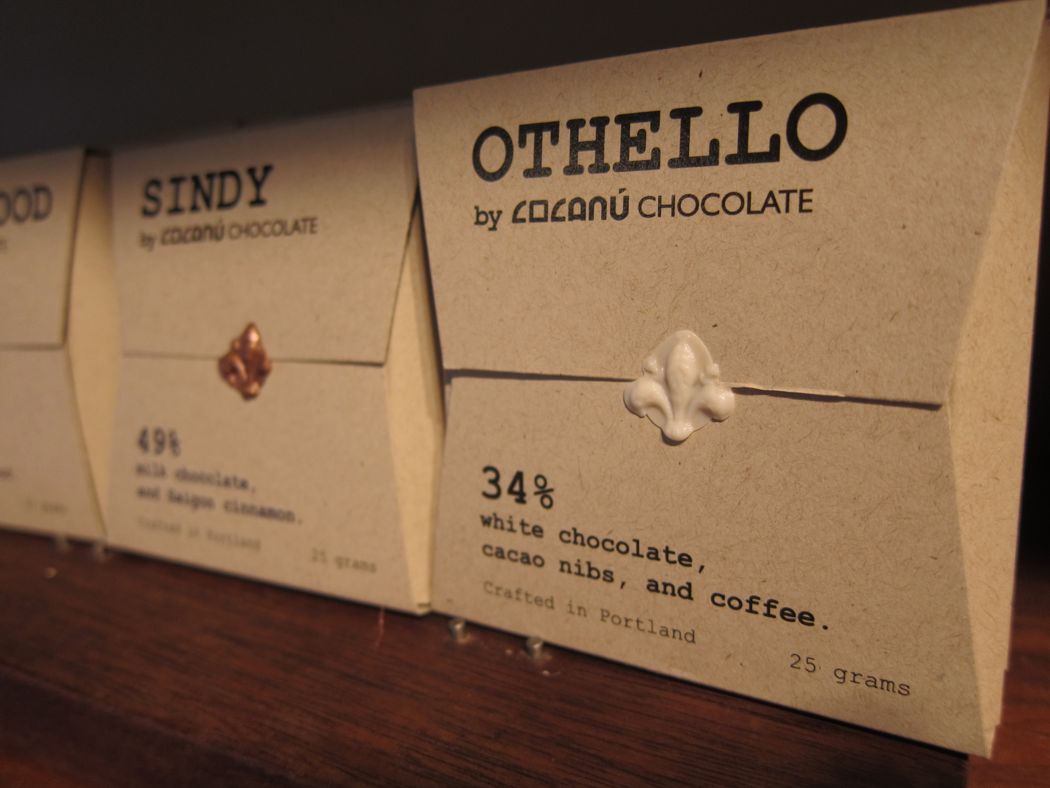 OOD
SINDY
by COCANÚ CHOCOLATE
49%
milk chocolate,
and Saigon cinnamon.
Crafted in Portland
25 grams
OTHELLO
by COCANÚ CHOCOLATE
34%
white chocolate,
cacao nibs, and coffee.
Crafted in Portland
25 grams